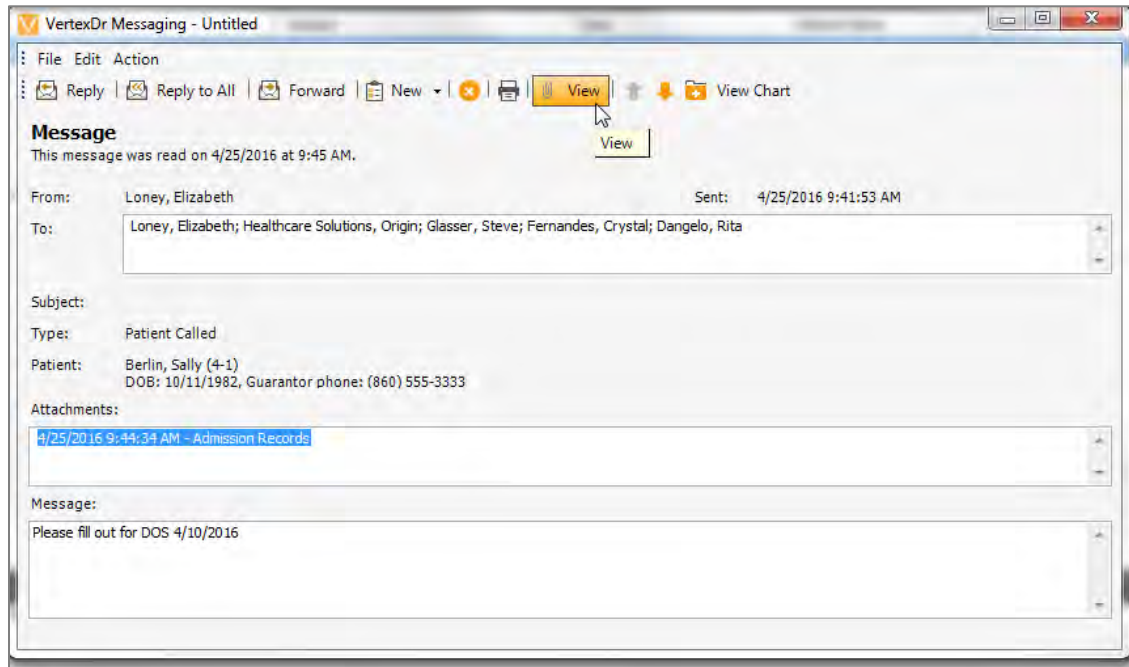 VertexDr Messaging - Untitled
File Edit Action
Reply Reply to All Forward New View View Chart
View
Message
This message was read on 4/25/2016 at 9:45 AM.
From: Loney, Elizabeth Sent: 4/25/2016 9:41:53 AM
To: Loney, Elizabeth; Healthcare Solutions, Origin; Glasser, Steve; Fernandes, Crystal; Dangelo, Rita
Subject:
Type: Patient Called
Patient: Berlin, Sally (4-1)
DOB: 10/11/1982, Guarantor phone: (860) 555-3333
Attachments:
4/25/2016 9:44:34 AM - Admission Records
Message:
Please fill out for DOS 4/10/2016